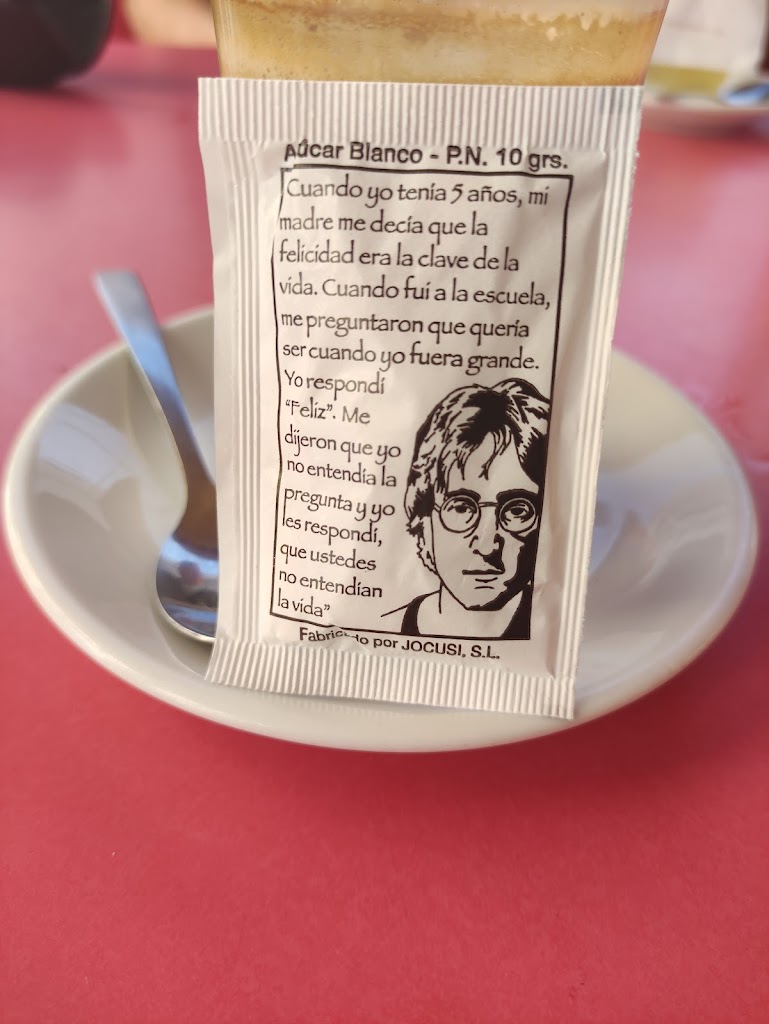 Aúcar Blanco - P.N. 10 grs.
Cuando yo tenía 5 años, mi
madre me decía que la
felicidad era la clave de la
vida. Cuando fui a la escuela,
me preguntaron que quería
ser cuando yo fuera grande.
Yo respondí
“Feliz”. Me
dijeron que yo
no entendía la
pregunta y yo
les respondí,
que ustedes
no entendían
la vida”
por JOCUSI, S.L.